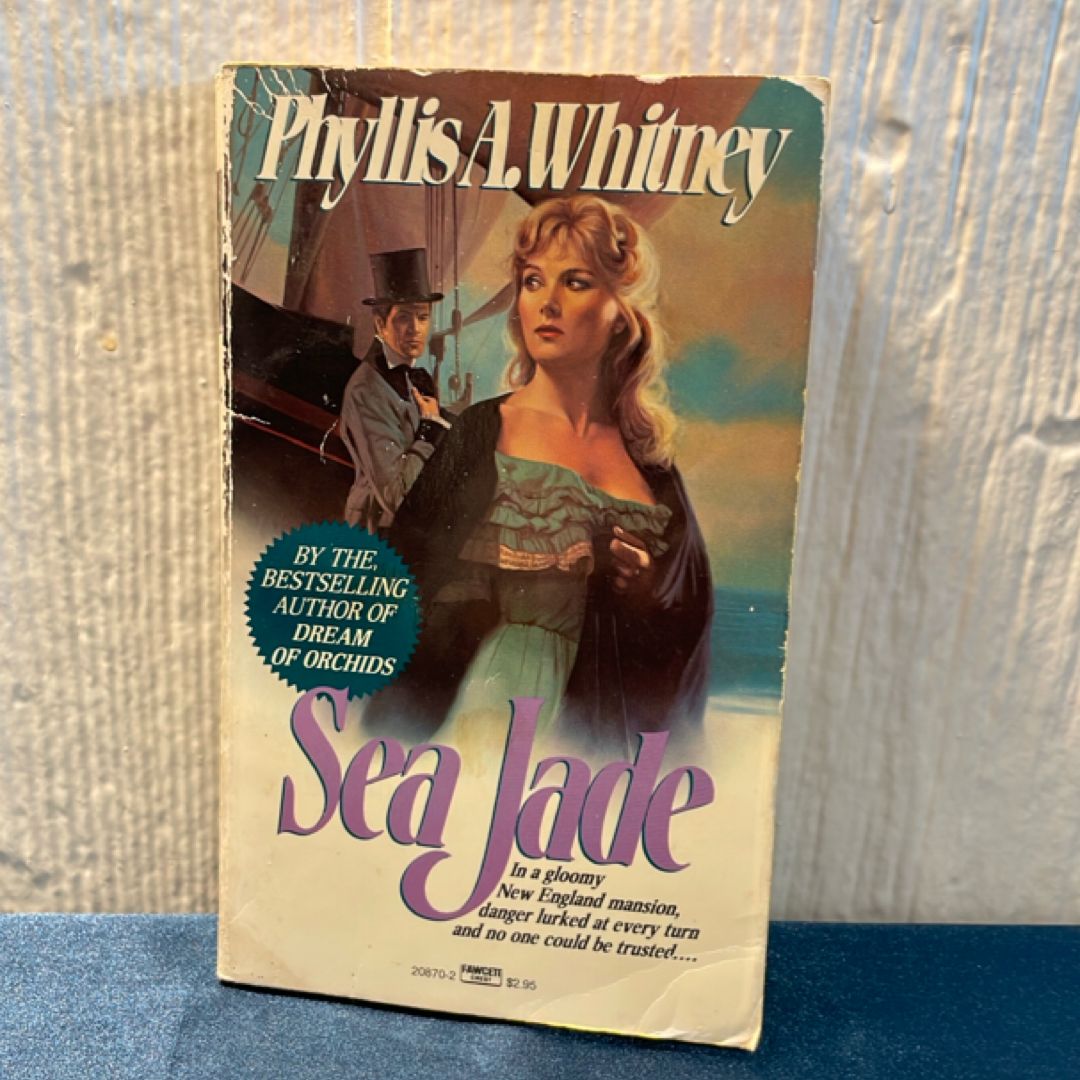 Phyllis A. Whitney
BY THE
BESTSELLING
AUTHOR OF
DREAM
OF ORCHIDS
Sea Jade
In a gloomy
New England mansion,
danger lurked at every turn
and no one could be trusted....
20870-2 FAWCETT CREST $2.95